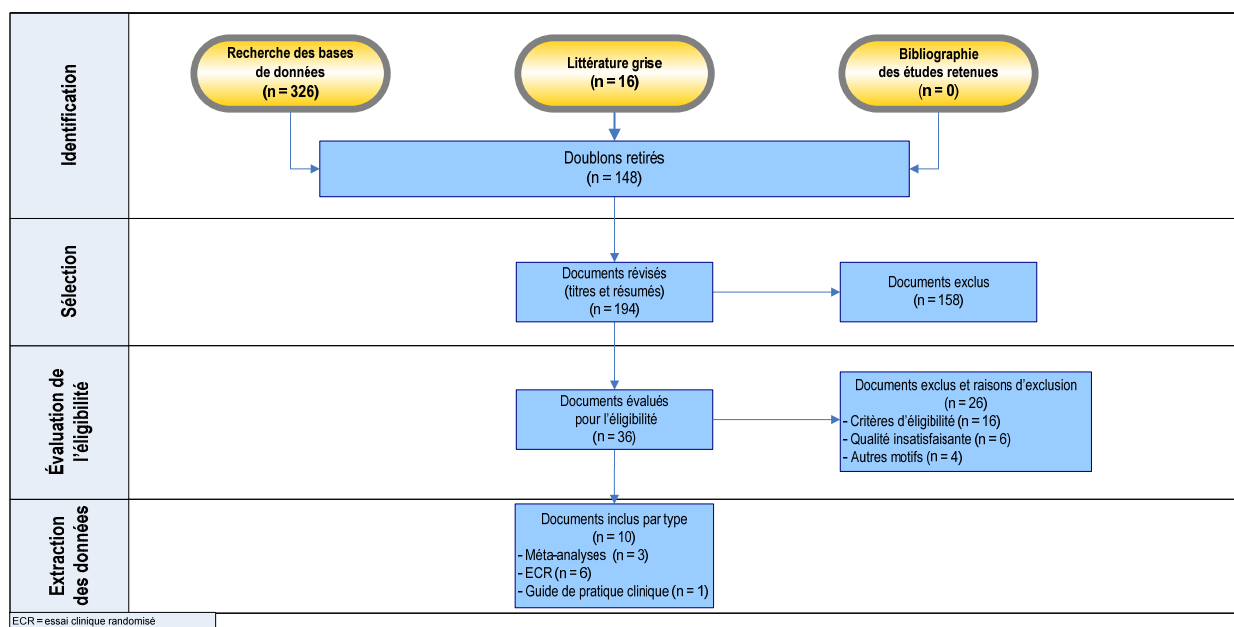 Identification
Recherche des bases
de données
(n = 326)
Littérature grise
(n = 16)
Bibliographie
des études retenues
(n = 0)
Doublons retirés
(n = 148)
Sélection
Documents révisés
(titres et résumés)
(n = 194)
Documents exclus
(n = 158)
Évaluation de
l'éligibilité
Documents évalués
pour l'éligibilité
(n = 36)
Documents exclus et raisons d'exclusion
(n = 26)
- Critères d'éligibilité (n = 16)
- Qualité insatisfaisante (n = 6)
- Autres motifs (n = 4)
Extraction
des données
Documents inclus par type
(n = 10)
- Méta-analyses (n = 3)
- ECR (n = 6)
- Guide de pratique clinique (n = 1)
ECR = essai clinique randomisé